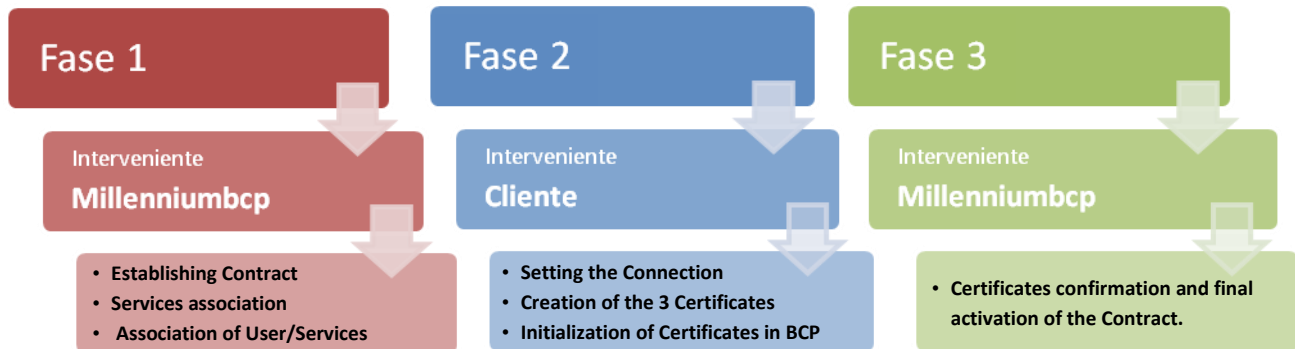 Fase 1
Interveniente
Millenniumbcp
• Establishing Contract
• Services association
• Association of User/Services
Fase 2
Interveniente
Cliente
• Setting the Connection
• Creation of the 3 Certificates
• Initialization of Certificates in BCP
Fase 3
Interveniente
Millenniumbcp
• Certificates confirmation and final
activation of the Contract.